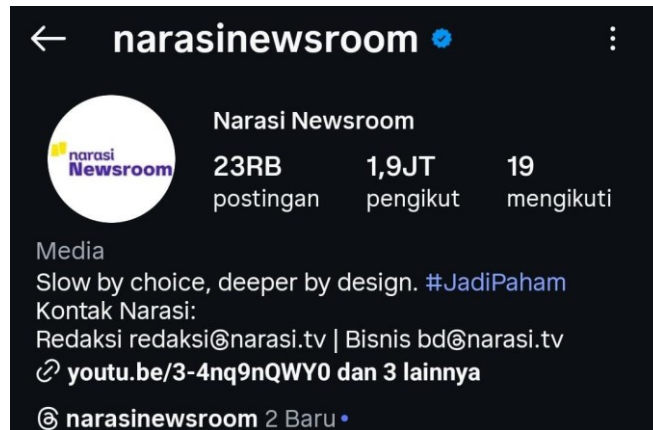 narasinewsroom
narasi
Newsroom
Narasi Newsroom
23RB 1,9JT 19
postingan pengikut mengikuti
Media
Slow by choice, deeper by design. #JadiPaham
Kontak Narasi:
Redaksi redaksi@narasi.tv | Bisnis bd@narasi.tv
youtu.be/3-4nq9nQWY0 dan 3 lainnya
narasinewsroom 2 Baru